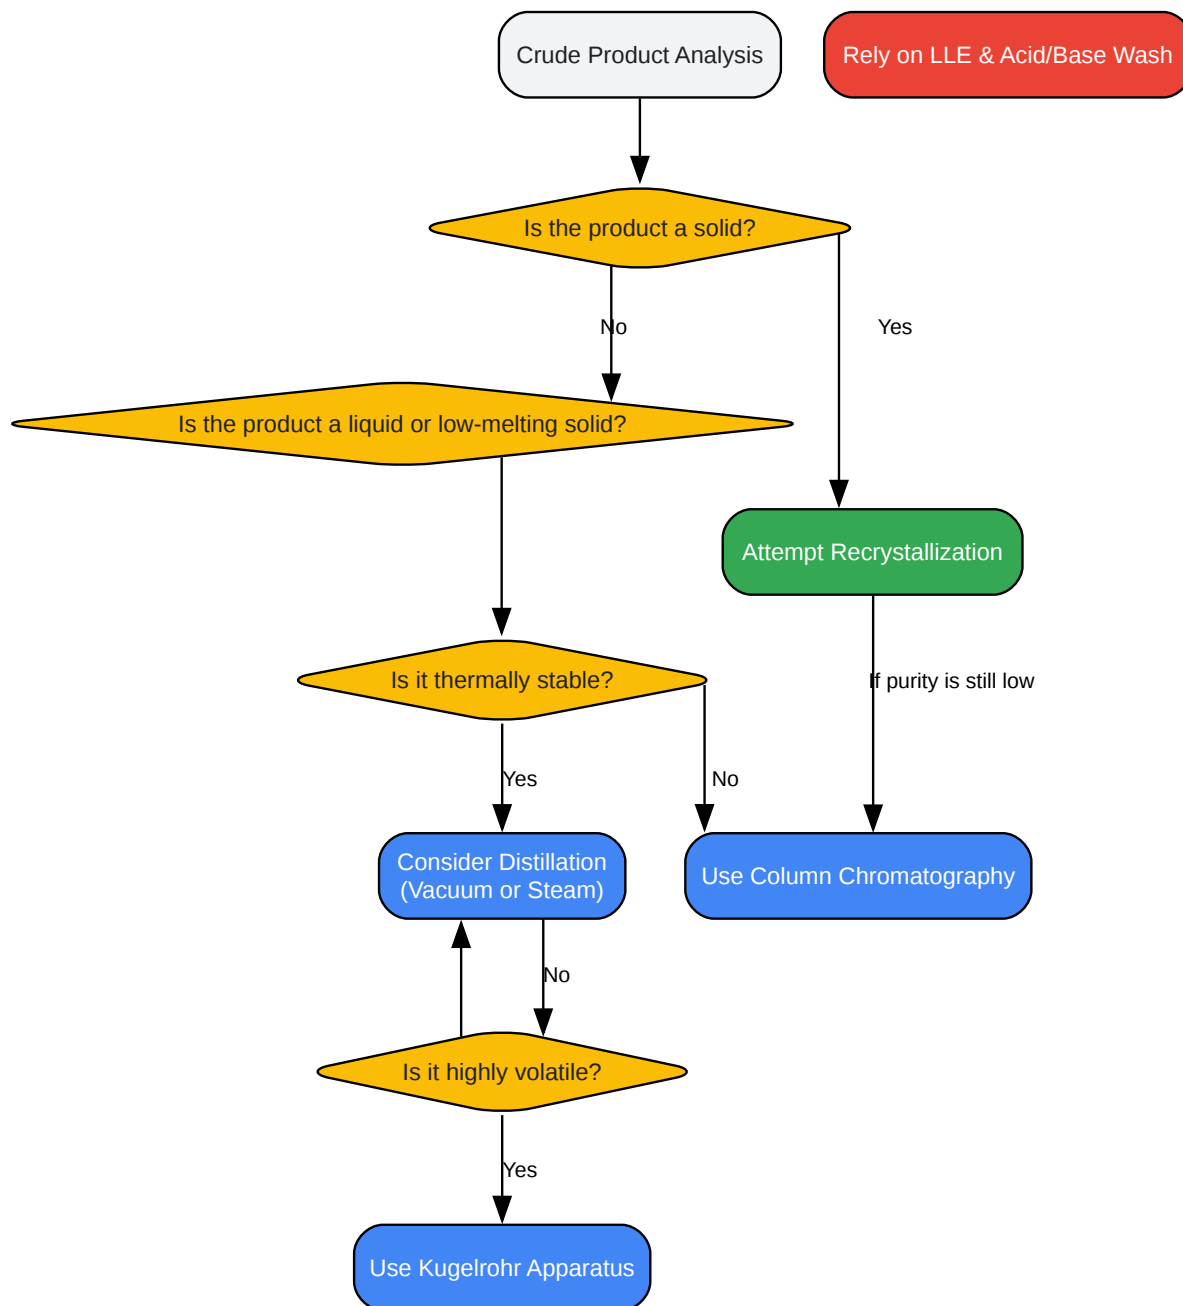 Crude Product Analysis
Rely on LLE & Acid/Base Wash
Is the product a solid?
No
Yes
Is the product a liquid or low-melting solid?
Attempt Recrystallization
Is it thermally stable?
If purity is still low
Yes
No
Consider Distillation
(Vacuum or Steam)
Use Column Chromatography
No
Is it highly volatile?
Yes
Use Kugelrohr Apparatus